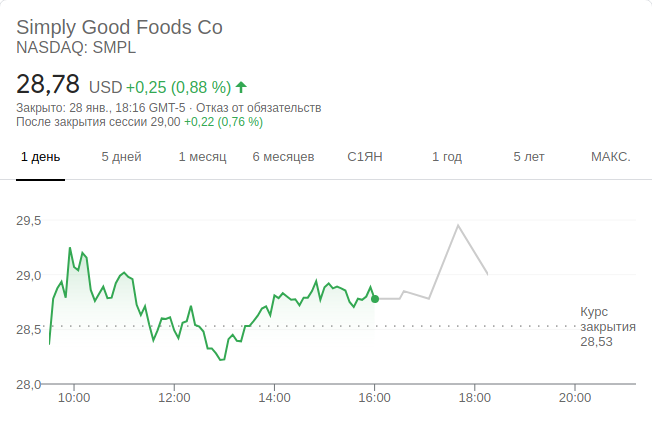 Simply Good Foods Co
NASDAQ: SMPL
28,78 USD +0,25 (0,88 %)
Закрыто: 28 янв., 18:16 GMT-5 · Отказ от обязательств
После закрытия сессии 29,00 +0,22 (0,76 %)
1 день 5 дней 1 месяц 6 месяцев С1ЯН 1 год 5 лет МАКС.
29,5
29,0
28,5
28,0
Курс
закрытия
28,53
10:00 12:00 14:00 16:00 18:00 20:00